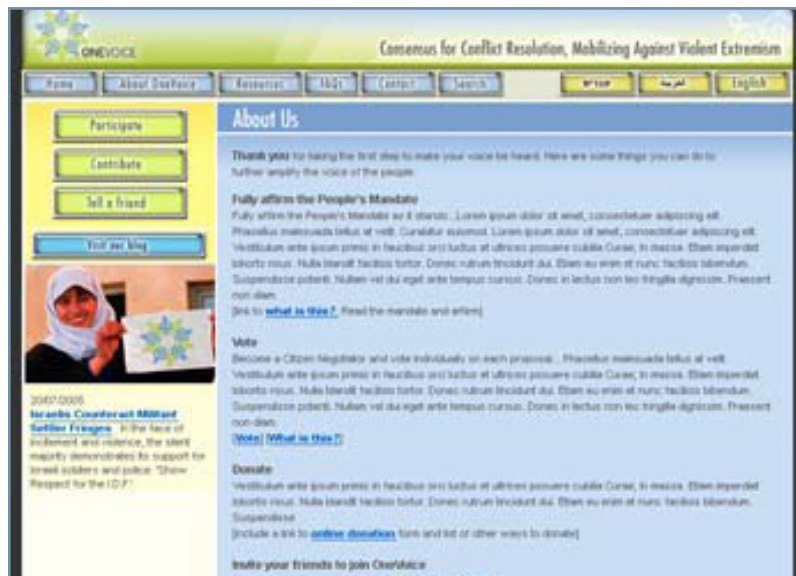 ONEVOICE
Consensus for Conflict Resolution, Mobilizing Against Violent Extremism
Home
About OneVoice
Resources
FAQs
Contact
Search
עברית
العربية
English
Participate
Contribute
Tell a friend
Visit our blog
20/07/2005
Israelis Counteract Militant
Settler Fringes. In the face of
incitement and violence, the silent
majority demonstrates its support for
Israeli soldiers and police: "Show
Respect for the I.D.F"
About Us
Thank you for taking the first step to make your voice be heard. Here are some things you can do to
further amplify the voice of the people.
Fully affirm the People's Mandate
Fully affirm the People's Mandate as it stands... Lorem ipsum dolor sit amet, consectetuer adipiscing elit.
Phasellus malesuada tellus at velit. Curabitur euismod. Lorem ipsum dolor sit amet, consectetuer adipiscing elit.
Vestibulum ante ipsum primis in faucibus orci luctus et ultrices posuere cubilia Curae; In massa. Etiam imperdiet
lobortis risus. Nulla blandit facilisis tortor. Donec rutrum tincidunt dui. Etiam eu enim et nunc facilisis bibendum.
Suspendisse potenti. Nullam vel dui eget ante tempus cursus. Donec in lectus non leo fringilla dignissim. Praesent
non diam.
[link to what is this? Read the mandate and affirm]
Vote
Become a Citizen Negotiator and vote individually on each proposal... Phasellus malesuada tellus at velit.
Vestibulum ante ipsum primis in faucibus orci luctus et ultrices posuere cubilia Curae; In massa. Etiam imperdiet
lobortis risus. Nulla blandit facilisis tortor. Donec rutrum tincidunt dui. Etiam eu enim et nunc facilisis bibendum.
Suspendisse potenti. Nullam vel dui eget ante tempus cursus. Donec in lectus non leo fringilla dignissim. Praesent
non diam.
[Vote] [What is this?]
Donate
Vestibulum ante ipsum primis in faucibus orci luctus et ultrices posuere cubilia Curae; In massa. Etiam imperdiet
lobortis risus. Nulla blandit facilisis tortor. Donec rutrum tincidunt dui. Etiam eu enim et nunc facilisis bibendum.
Suspendisse
[include a link to online donation form and list of other ways to donate]
Invite your friends to join OneVoice